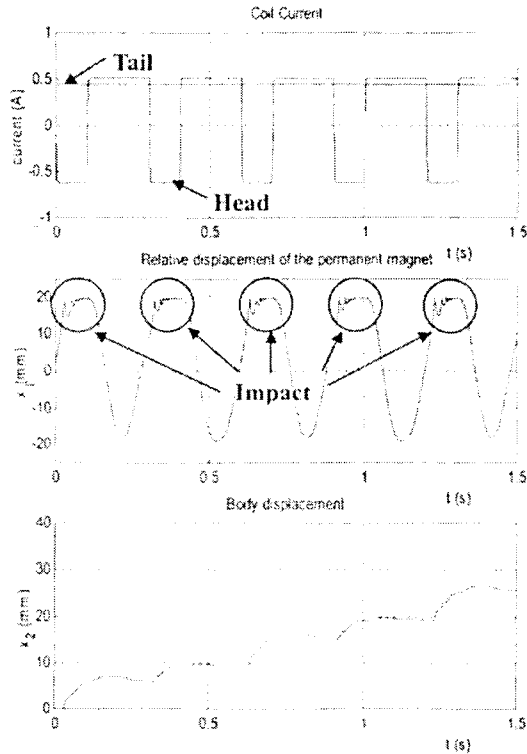 Coil Current
1
Tail
0.5
0
current (A)
-0.5
Head
-1
0
0.5
1
1.5
t (s)
Relative displacement of the permanent magnet
20
10
0
Impact
-10
-20
0
0.5
1
1.5
t (s)
Body displacement
40
30
20
x2 (mm)
10
0
0
0.5
1
1.5
t (s)